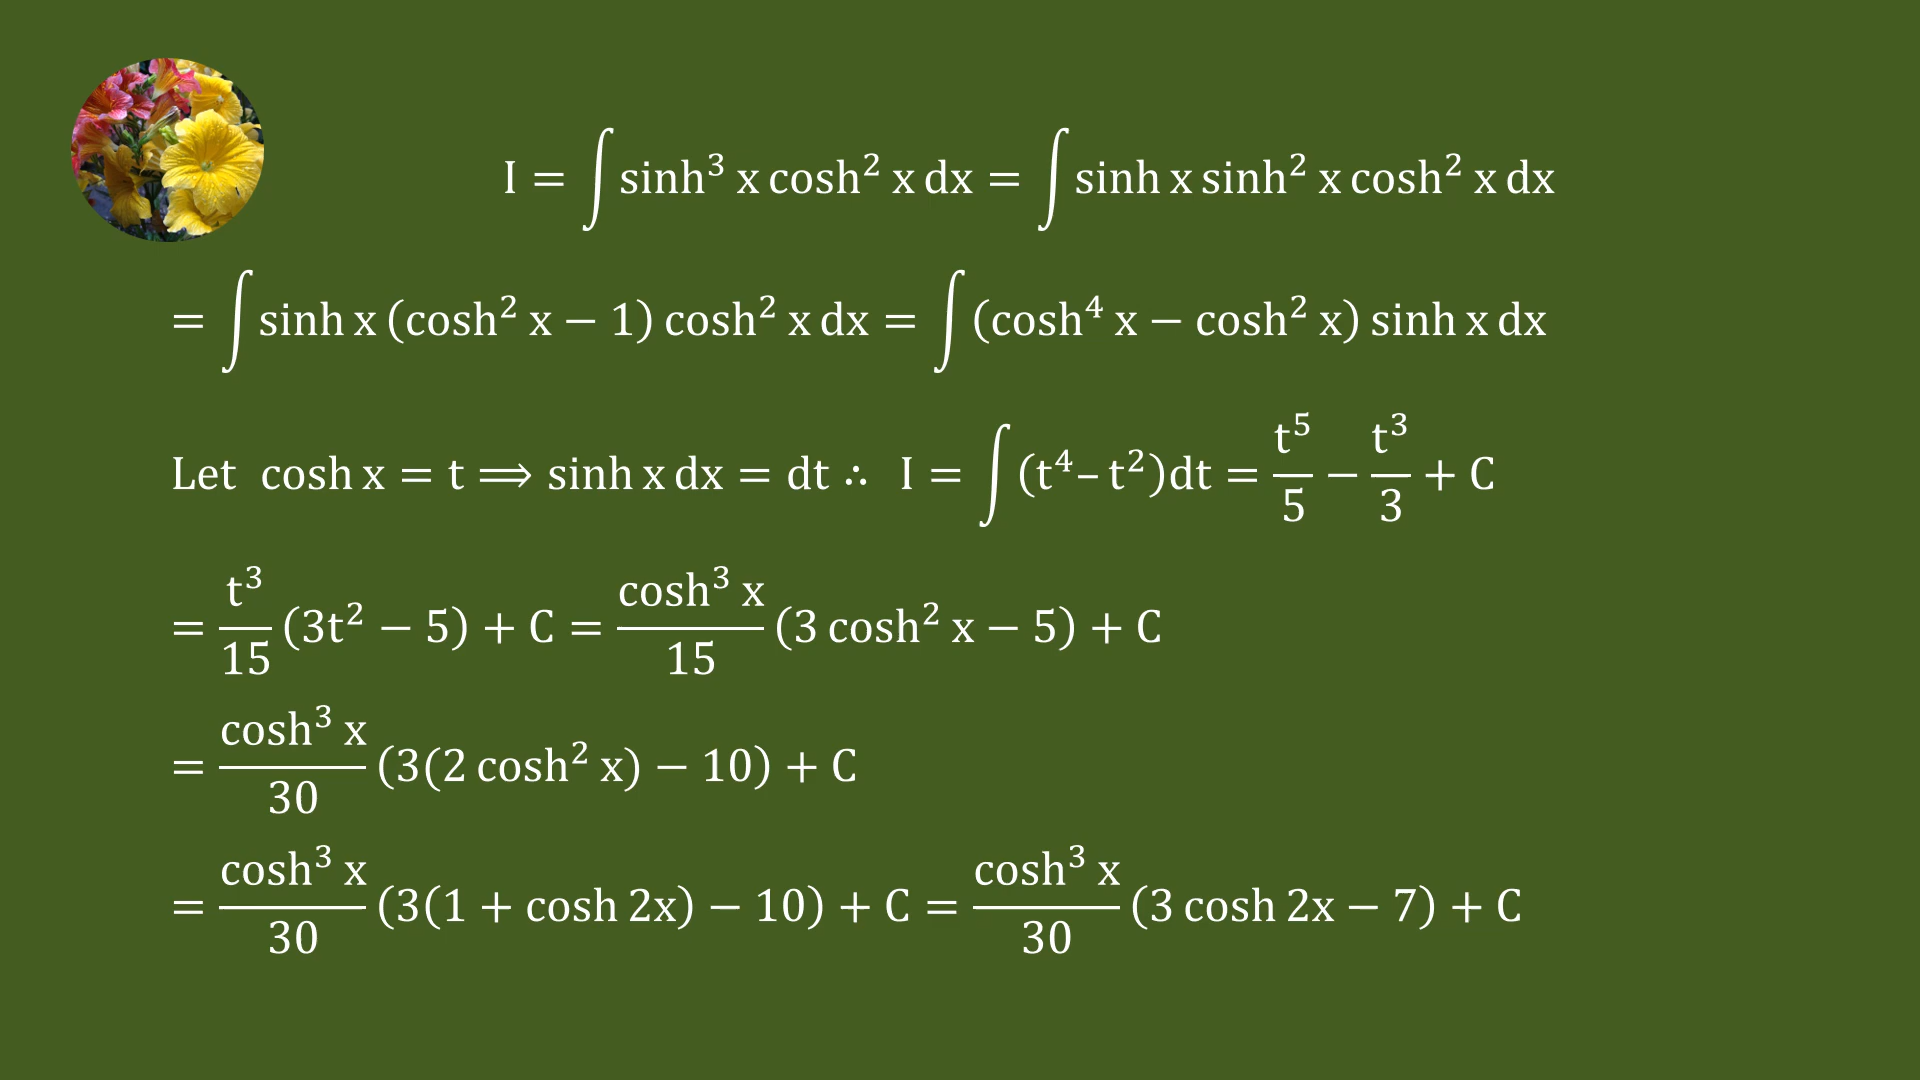 I = ∫ sinh³ x cosh² x dx = ∫ sinh x sinh² x cosh² x dx
= ∫ sinh x (cosh² x − 1) cosh² x dx = ∫ (cosh⁴ x − cosh² x) sinh x dx
Let cosh x = t ⟹ sinh x dx = dt ∴ I = ∫ (t⁴– t²)dt = t⁵/5 − t³/3 + C
= t³/15 (3t² − 5) + C = cosh³ x/15 (3 cosh² x − 5) + C
= cosh³ x/30 (3(2 cosh² x) − 10) + C
= cosh³ x/30 (3(1 + cosh 2x) − 10) + C = cosh³ x/30 (3 cosh 2x − 7) + C